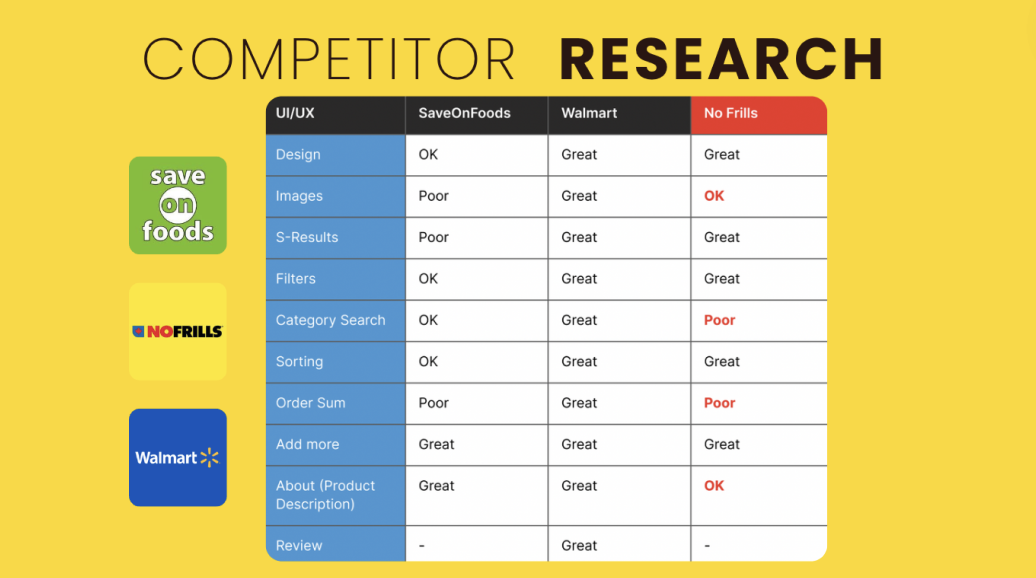 COMPETITOR RESEARCH
save
on
foods
NOFRILLS
Walmart
UI/UX SaveOnFoods Walmart No Frills
Design OK Great Great
Images Poor Great OK
S-Results Poor Great Great
Filters OK Great Great
Category Search OK Great Poor
Sorting OK Great Great
Order Sum Poor Great Poor
Add more Great Great Great
About (Product Great Great OK
Description)
Review - Great -